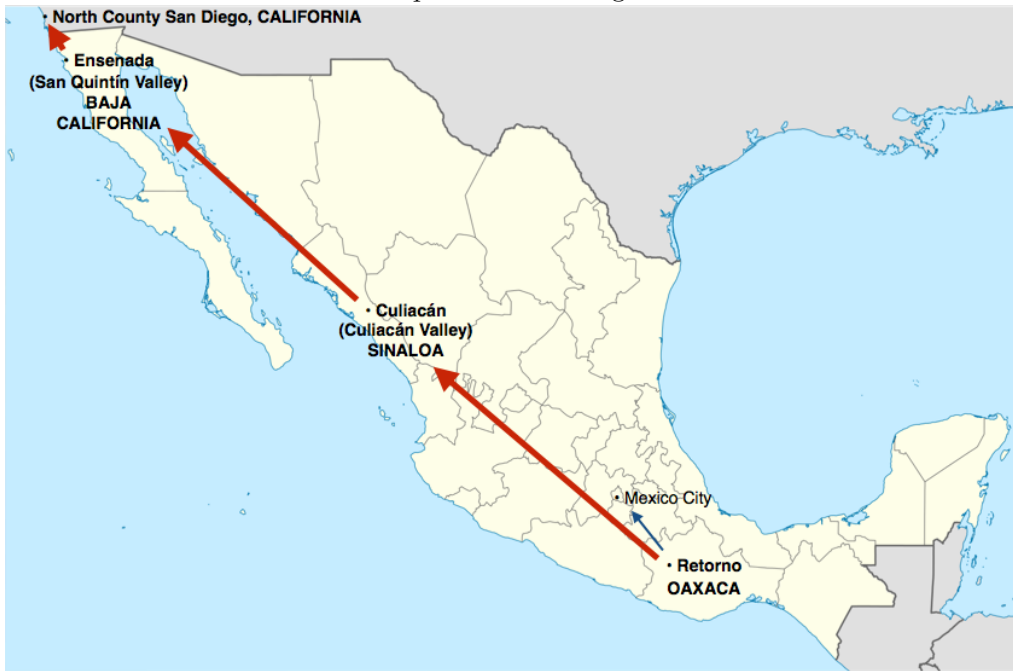 North County San Diego, CALIFORNIA
Ensenada
(San Quintín Valley)
BAJA
CALIFORNIA
Culiacán
(Culiacán Valley)
SINALOA
Mexico City
Retorno
OAXACA